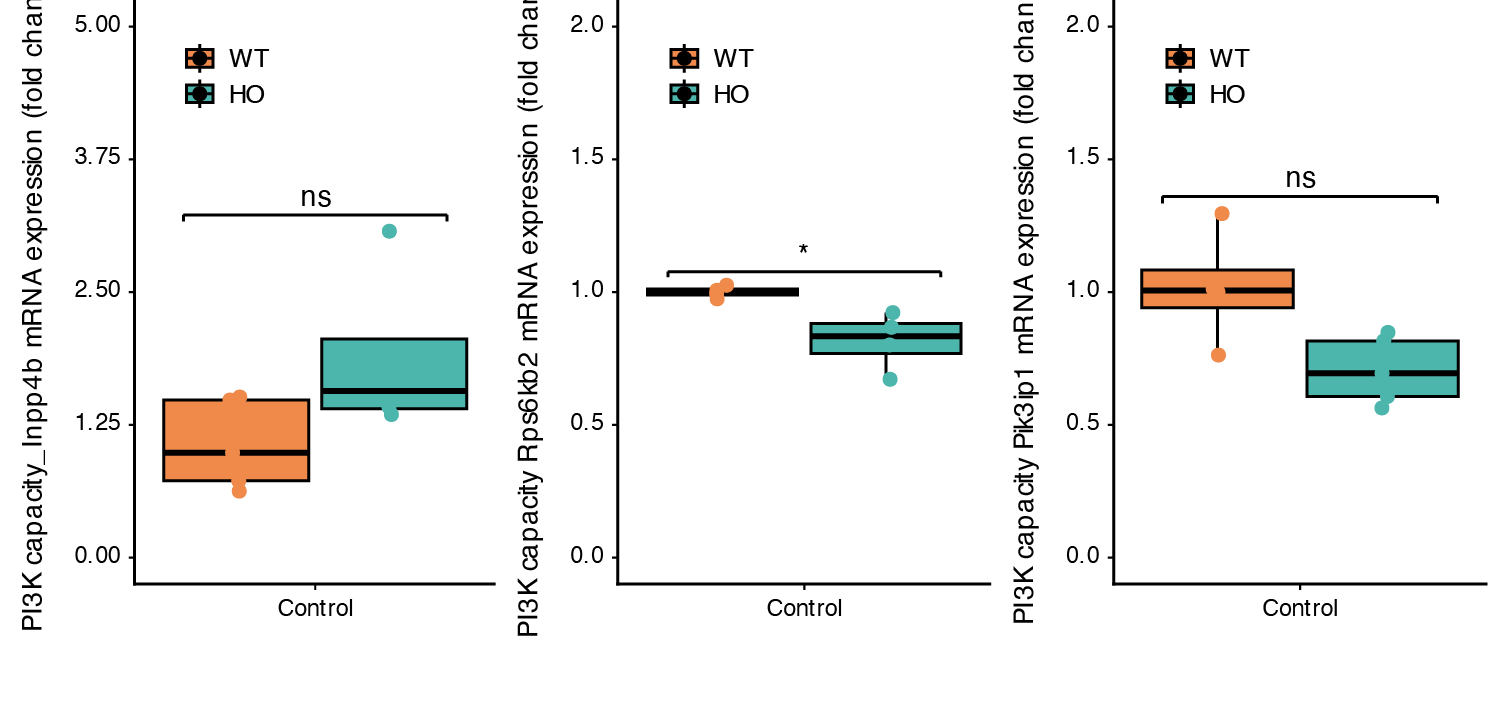 PI3K capacity_Inpp4b mRNA expression (fold chan
5.00
3.75
2.50
1.25
0.00
WT
HO
ns
Control
PI3K capacity Rps6kb2 mRNA expression (fold chan
2.0
1.5
1.0
0.5
0.0
WT
HO
*
Control
PI3K capacity Pik3ip1 mRNA expression (fold chan
2.0
1.5
1.0
0.5
0.0
WT
HO
ns
Control